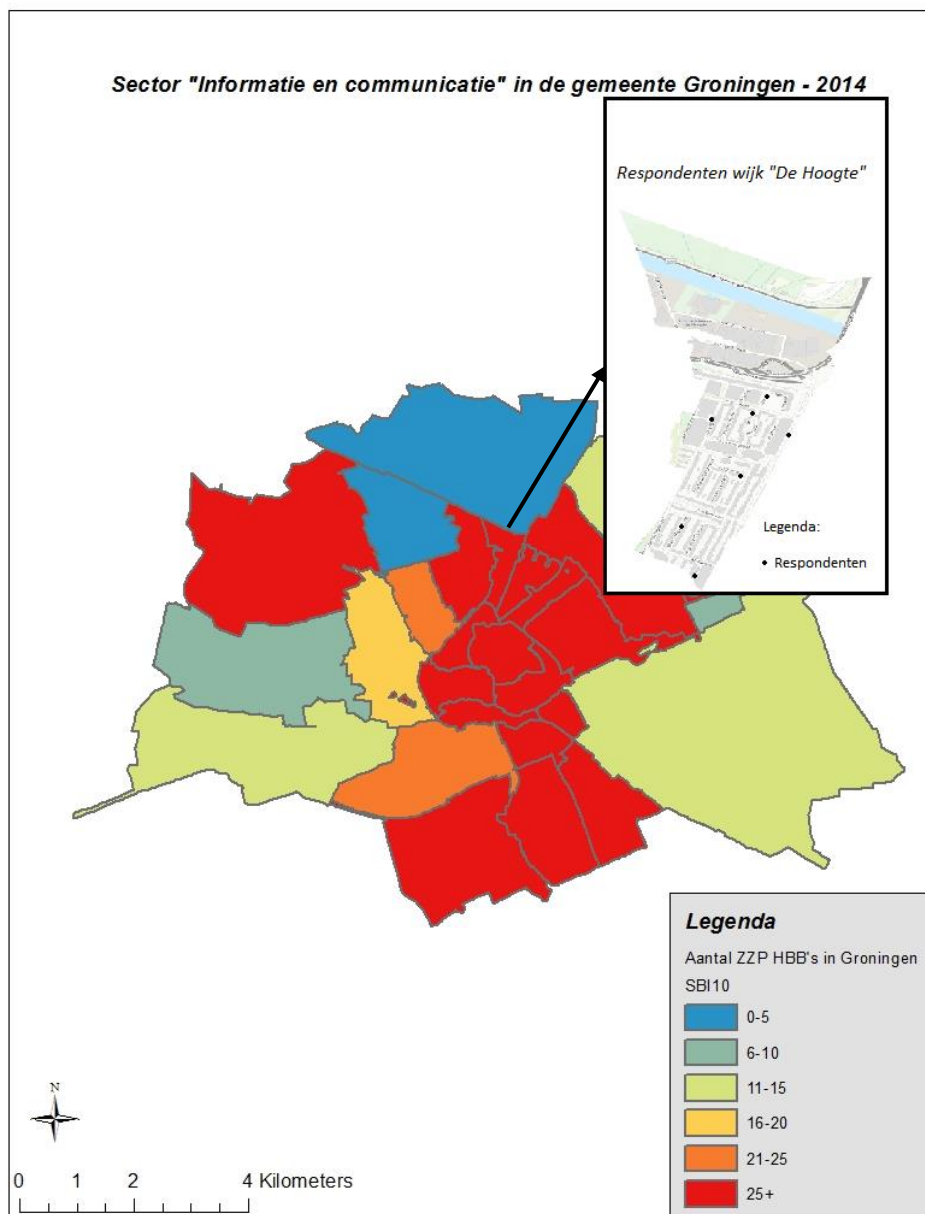 Sector "Informatie en communicatie" in de gemeente Groningen - 2014
Respondenten wijk "De Hoogte"
Legenda:
• Respondenten
Legenda
Aantal ZZP HBB's in Groningen
SBI10
0-5
6-10
11-15
16-20
21-25
25+
N
0 1 2 4 Kilometers